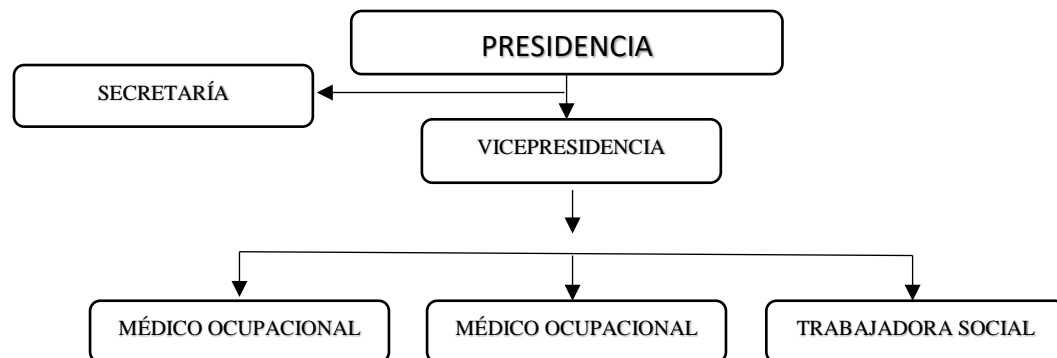 PRESIDENCIA
SECRETARÍA
VICEPRESIDENCIA
MÉDICO OCUPACIONAL
MÉDICO OCUPACIONAL
TRABAJADORA SOCIAL